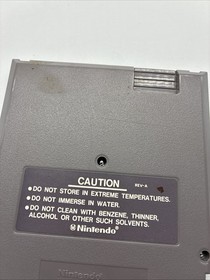 CAUTION
REV-A
• DO NOT STORE IN EXTREME TEMPERATURES.
• DO NOT IMMERSE IN WATER.
• DO NOT CLEAN WITH BENZENE, THINNER,
ALCOHOL OR OTHER SUCH SOLVENTS.
Nintendo
Nintendo